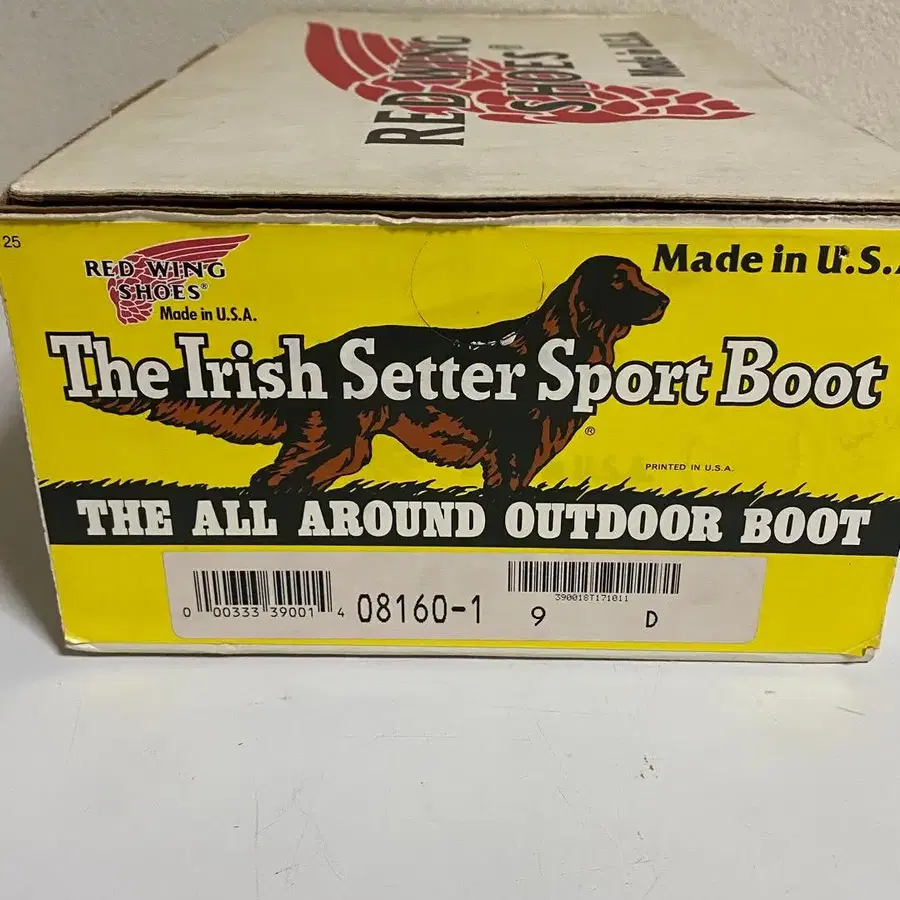 RED WING
SHOES®
Made in U.S.A.
25
RED WING
SHOES®
Made in U.S.A.
Made in U.S.A
The Irish Setter Sport Boot
®
PRINTED IN U.S.A.
THE ALL AROUND OUTDOOR BOOT
0 00333 39001 4
08160-1
390018T171011
9 D